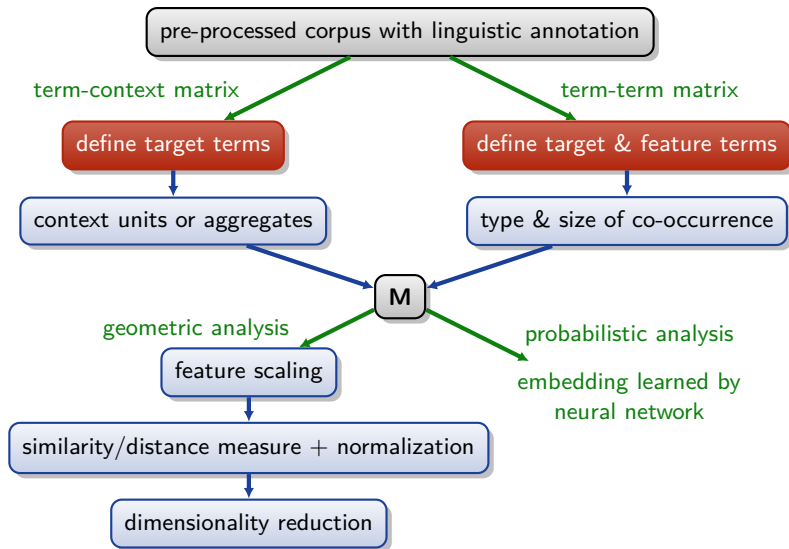 pre-processed corpus with linguistic annotation
term-context matrix
term-term matrix
define target terms
define target & feature terms
context units or aggregates
type & size of co-occurrence
M
geometric analysis
probabilistic analysis
feature scaling
embedding learned by
neural network
similarity/distance measure + normalization
dimensionality reduction